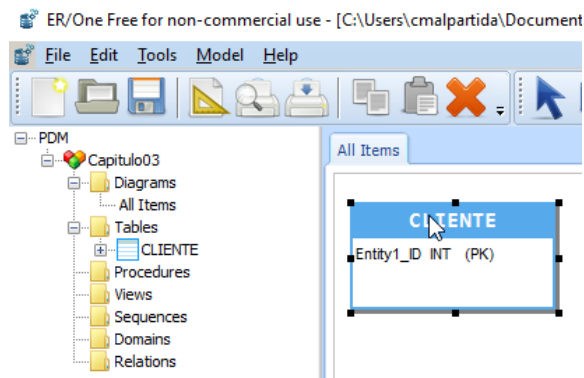 ER/One Free for non-commercial use - [C:\Users\cmalpartida\Document
File Edit Tools Model Help
PDM
Capitulo03
Diagrams
All Items
Tables
CLIENTE
Procedures
Views
Sequences
Domains
Relations
All Items
CLIENTE
Entity1_ID INT (PK)